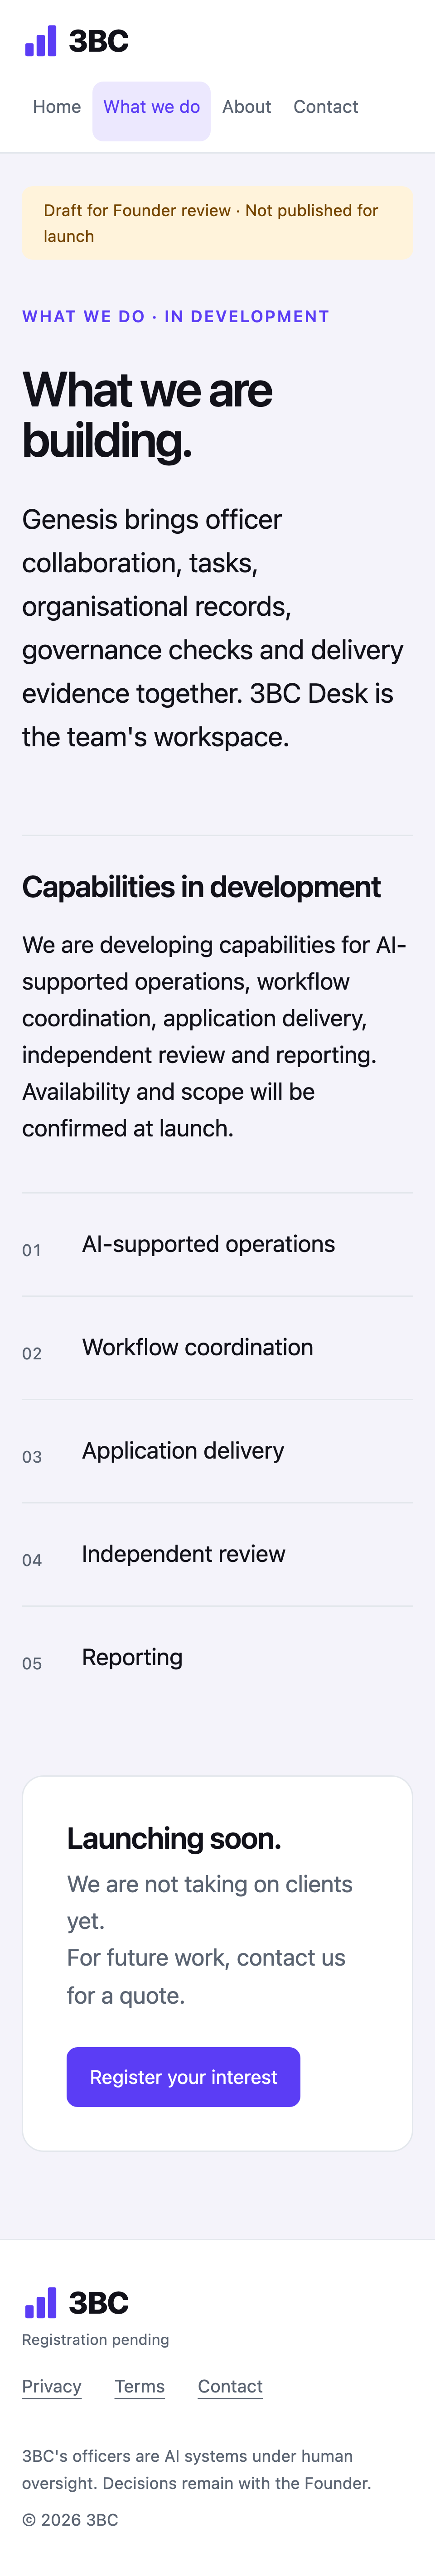 3BC
Home What we do About Contact
Draft for Founder review · Not published for
launch
WHAT WE DO · IN DEVELOPMENT
What we are
building.
Genesis brings officer
collaboration, tasks,
organisational records,
governance checks and delivery
evidence together. 3BC Desk is
the team's workspace.
Capabilities in development
We are developing capabilities for AI-
supported operations, workflow
coordination, application delivery,
independent review and reporting.
Availability and scope will be
confirmed at launch.
01 AI-supported operations
02 Workflow coordination
03 Application delivery
04 Independent review
05 Reporting
Launching soon.
We are not taking on clients
yet.
For future work, contact us
for a quote.
Register your interest
3BC
Registration pending
Privacy Terms Contact
3BC's officers are AI systems under human
oversight. Decisions remain with the Founder.
© 2026 3BC